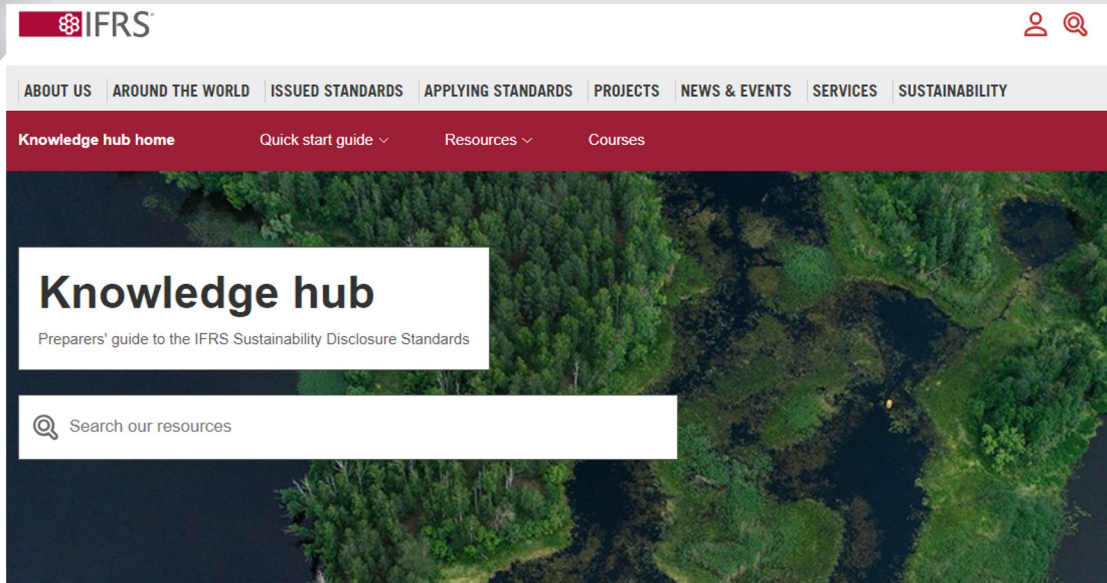 IFRS
ABOUT US AROUND THE WORLD ISSUED STANDARDS APPLYING STANDARDS PROJECTS NEWS & EVENTS SERVICES SUSTAINABILITY
Knowledge hub home Quick start guide Resources Courses
Knowledge hub
Preparers' guide to the IFRS Sustainability Disclosure Standards
Search our resources